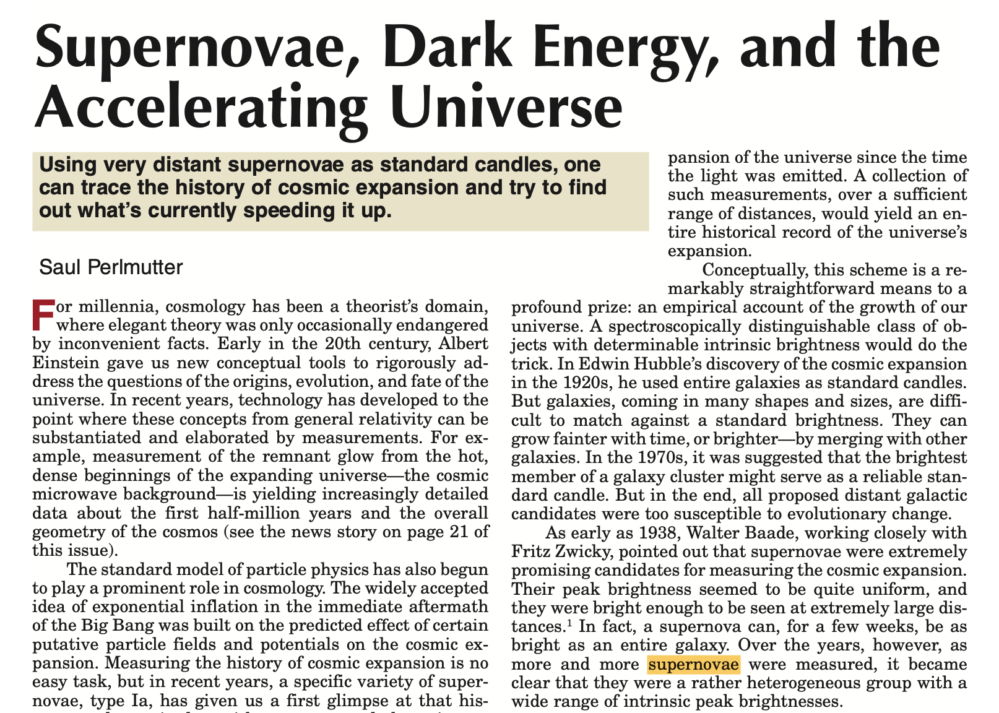 Supernovae, Dark Energy, and the
Accelerating Universe
Using very distant supernovae as standard candles, one
can trace the history of cosmic expansion and try to find
out what’s currently speeding it up.
Saul Perlmutter
For millennia, cosmology has been a theorist’s domain,
where elegant theory was only occasionally endangered
by inconvenient facts. Early in the 20th century, Albert
Einstein gave us new conceptual tools to rigorously ad-
dress the questions of the origins, evolution, and fate of the
universe. In recent years, technology has developed to the
point where these concepts from general relativity can be
substantiated and elaborated by measurements. For ex-
ample, measurement of the remnant glow from the hot,
dense beginnings of the expanding universe—the cosmic
microwave background—is yielding increasingly detailed
data about the first half-million years and the overall
geometry of the cosmos (see the news story on page 21 of
this issue).
The standard model of particle physics has also begun
to play a prominent role in cosmology. The widely accepted
idea of exponential inflation in the immediate aftermath
of the Big Bang was built on the predicted effect of certain
putative particle fields and potentials on the cosmic ex-
pansion. Measuring the history of cosmic expansion is no
easy task, but in recent years, a specific variety of super-
novae, type Ia, has given us a first glimpse at that his-
pansion of the universe since the time
the light was emitted. A collection of
such measurements, over a sufficient
range of distances, would yield an en-
tire historical record of the universe’s
expansion.
Conceptually, this scheme is a re-
markably straightforward means to a
profound prize: an empirical account of the growth of our
universe. A spectroscopically distinguishable class of ob-
jects with determinable intrinsic brightness would do the
trick. In Edwin Hubble’s discovery of the cosmic expansion
in the 1920s, he used entire galaxies as standard candles.
But galaxies, coming in many shapes and sizes, are diffi-
cult to match against a standard brightness. They can
grow fainter with time, or brighter—by merging with other
galaxies. In the 1970s, it was suggested that the brightest
member of a galaxy cluster might serve as a reliable stan-
dard candle. But in the end, all proposed distant galactic
candidates were too susceptible to evolutionary change.
As early as 1938, Walter Baade, working closely with
Fritz Zwicky, pointed out that supernovae were extremely
promising candidates for measuring the cosmic expansion.
Their peak brightness seemed to be quite uniform, and
they were bright enough to be seen at extremely large dis-
tances.¹ In fact, a supernova can, for a few weeks, be as
bright as an entire galaxy. Over the years, however, as
more and more supernovae were measured, it became
clear that they were a rather heterogeneous group with a
wide range of intrinsic peak brightnesses.